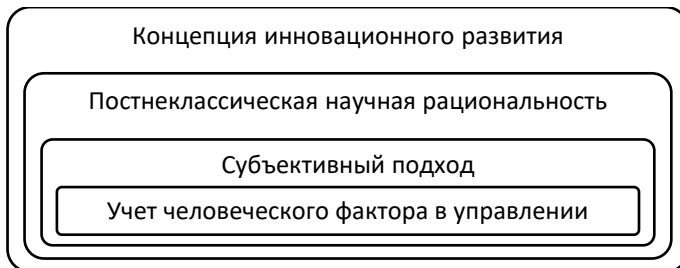 Концепция инновационного развития
Постнеклассическая научная рациональность
Субъективный подход
Учет человеческого фактора в управлении